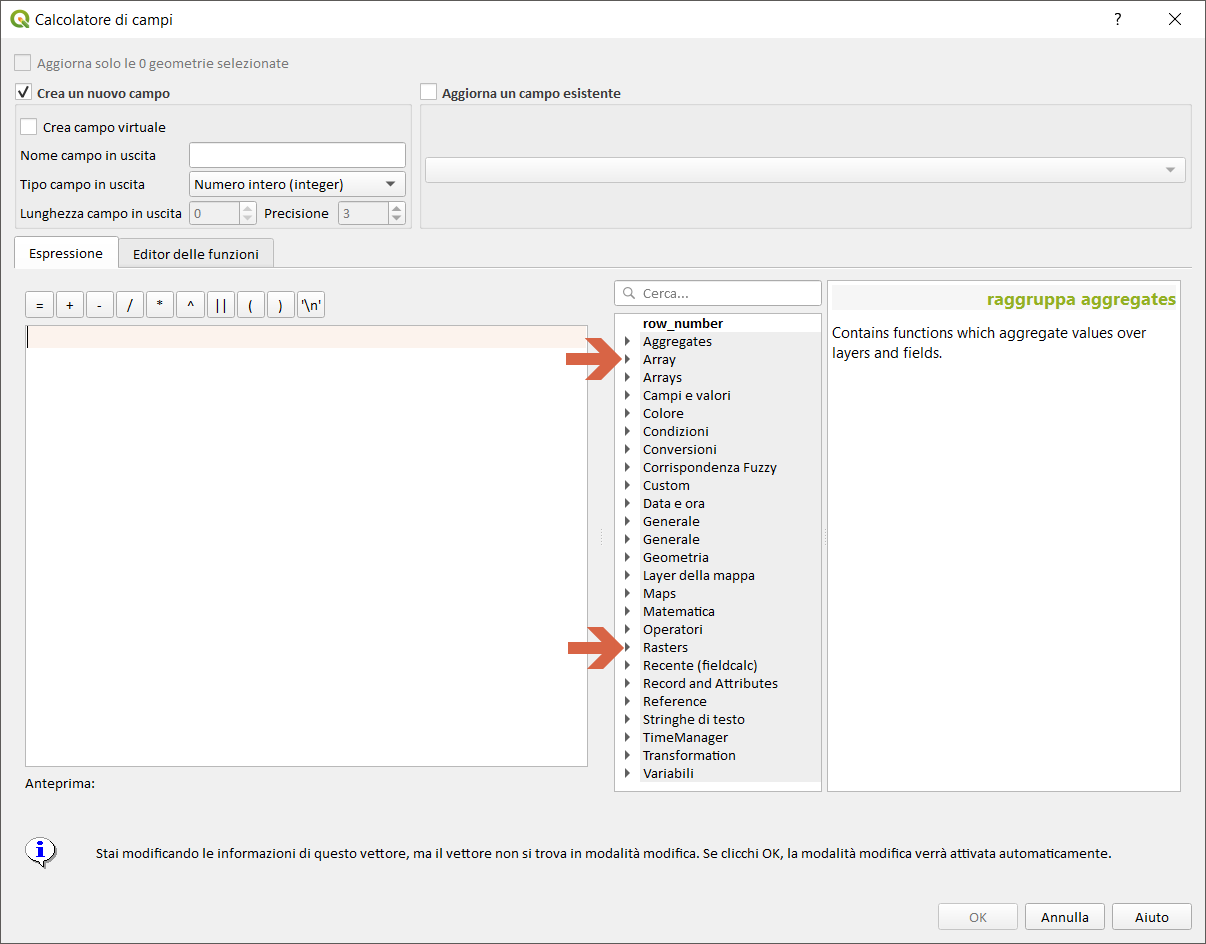 Calcolatore di campi
?
Aggiorna solo le 0 geometrie selezionate
Crea un nuovo campo
Aggiorna un campo esistente
Crea campo virtuale
Nome campo in uscita
Tipo campo in uscita
Numero intero (integer)
Lunghezza campo in uscita
0
Precisione
3
Espressione
Editor delle funzioni
= + - / * ^ || ( ) '\n'
Cerca...
row_number
Aggregates
Array
Arrays
Campi e valori
Colore
Condizioni
Conversioni
Corrispondenza Fuzzy
Custom
Data e ora
Generale
Generale
Geometria
Layer della mappa
Maps
Matematica
Operatori
Rasters
Recente (fieldcalc)
Record and Attributes
Reference
Stringhe di testo
TimeManager
Transformation
Variabili
raggruppa aggregates
Contains functions which aggregate values over
layers and fields.
Anteprima:
Stai modificando le informazioni di questo vettore, ma il vettore non si trova in modalità modifica. Se clicchi OK, la modalità modifica verrà attivata automaticamente.
OK
Annulla
Aiuto